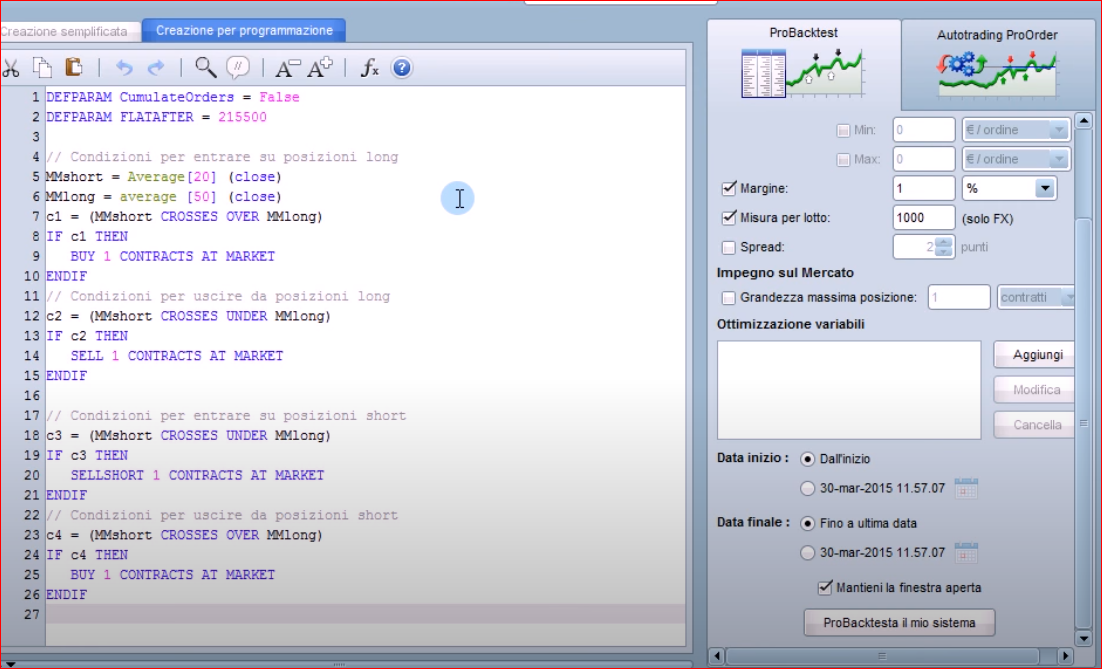 Creazione semplificata
Creazione per programmazione
1 DEFPARAM CumulateOrders = False
2 DEFPARAM FLATAFTER = 215500
3
4 // Condizioni per entrare su posizioni long
5 MMshort = Average[20] (close)
6 MMlong = average [50] (close)
7 c1 = (MMshort CROSSES OVER MMlong)
8 IF c1 THEN
9 BUY 1 CONTRACTS AT MARKET
10 ENDIF
11 // Condizioni per uscire da posizioni long
12 c2 = (MMshort CROSSES UNDER MMlong)
13 IF c2 THEN
14 SELL 1 CONTRACTS AT MARKET
15 ENDIF
16
17 // Condizioni per entrare su posizioni short
18 c3 = (MMshort CROSSES UNDER MMlong)
19 IF c3 THEN
20 SELLSHORT 1 CONTRACTS AT MARKET
21 ENDIF
22 // Condizioni per uscire da posizioni short
23 c4 = (MMshort CROSSES OVER MMlong)
24 IF c4 THEN
25 BUY 1 CONTRACTS AT MARKET
26 ENDIF
27
ProBacktest
Autotrading ProOrder
Min: 0 €/ ordine
Max: 0 €/ ordine
Margine: 1 %
Misura per lotto: 1000 (solo FX)
Spread: 2 punti
Impegno sul Mercato
Grandezza massima posizione: 1 contratti
Ottimizzazione variabili
Aggiungi
Modifica
Cancella
Data inizio : Dall'inizio
30-mar-2015 11.57.07
Data finale : Fino a ultima data
30-mar-2015 11.57.07
Mantieni la finestra aperta
ProBacktesta il mio sistema